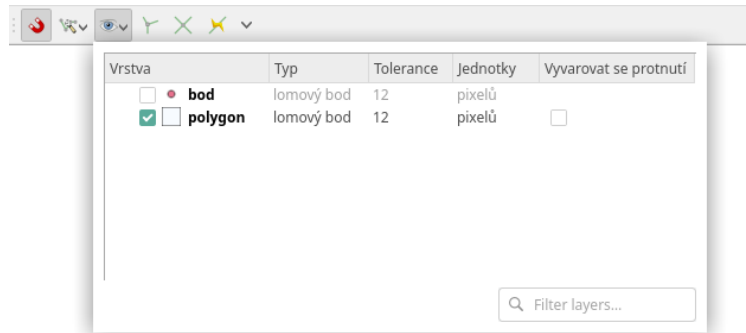 Vrstva Typ Tolerance Jednotky Vyvarovat se protnutí
bod lomový bod 12 pixelů
polygon lomový bod 12 pixelů
Filter layers...